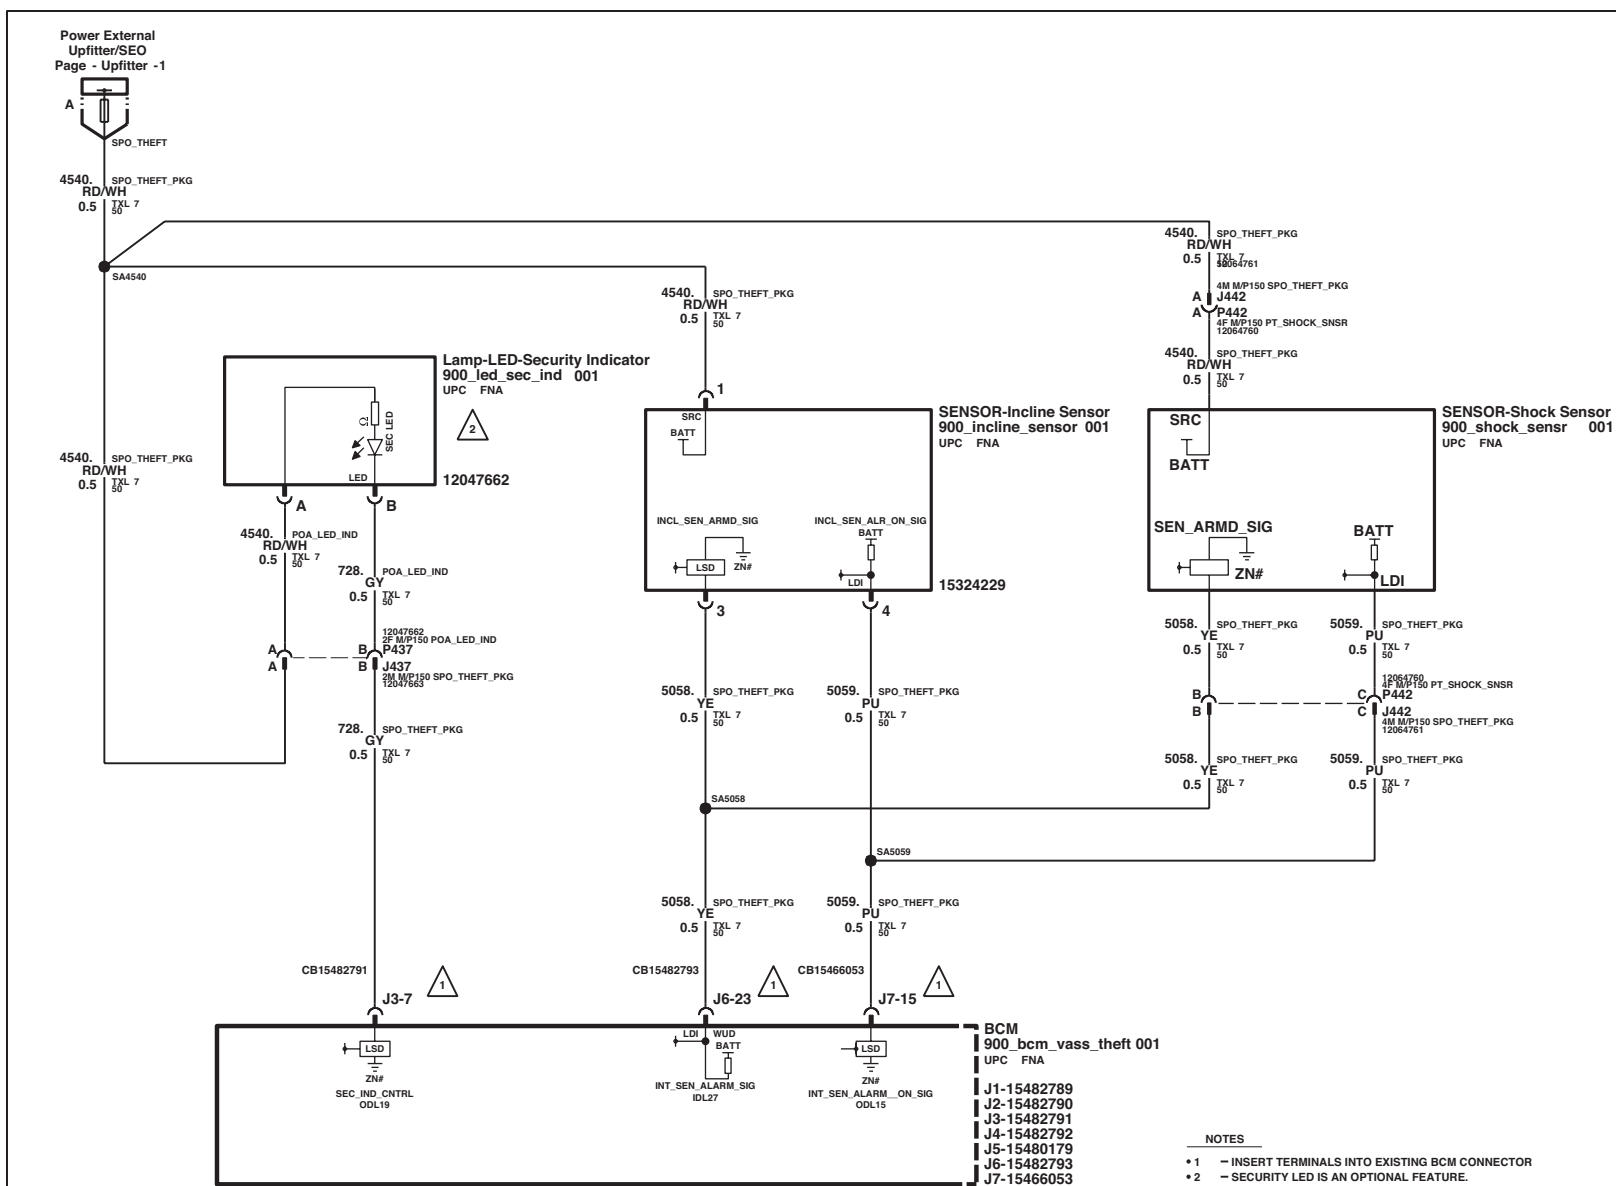 Power External
Upfitter/SEO
Page - Upfitter -1
A
SPO_THEFT
4540. SPO_THEFT_PKG
RD/WH
0.5 TXL 7
50
SA4540
4540. SPO_THEFT_PKG
RD/WH
0.5 TXL 7
50
4540. SPO_THEFT_PKG
RD/WH
0.5 TXL 7
12064761
4M M/P150 SPO_THEFT_PKG
A J442
A P442
4F M/P150 PT_SHOCK_SNSR
12064760
4540. SPO_THEFT_PKG
RD/WH
0.5 TXL 7
50
Lamp-LED-Security Indicator
900_led_sec_ind 001
UPC FNA
2
Ω
SEC LED
LED
12047662
A
B
4540. SPO_THEFT_PKG
RD/WH
0.5 TXL 7
50
1
SRC
BATT
SENSOR-Incline Sensor
900_incline_sensor 001
UPC FNA
INCL_SEN_ARMD_SIG
LSD
ZN#
INCL_SEN_ALR_ON_SIG
BATT
LDI
15324229
3
4
SENSOR-Shock Sensor
900_shock_sensr 001
UPC FNA
SRC
BATT
SEN_ARMD_SIG
ZN#
BATT
LDI
4540. POA_LED_IND
RD/WH
0.5 TXL 7
50
728. POA_LED_IND
GY
0.5 TXL 7
50
12047662
2F M/P150 POA_LED_IND
A
A
B P437
B J437
2M M/P150 SPO_THEFT_PKG
12047663
728. SPO_THEFT_PKG
GY
0.5 TXL 7
50
5058. SPO_THEFT_PKG
YE
0.5 TXL 7
50
5059. SPO_THEFT_PKG
PU
0.5 TXL 7
50
5058. SPO_THEFT_PKG
YE
0.5 TXL 7
50
5059. SPO_THEFT_PKG
PU
0.5 TXL 7
50
12064760
4F M/P150 PT_SHOCK_SNSR
B
B
C P442
C J442
4M M/P150 SPO_THEFT_PKG
12064761
5058. SPO_THEFT_PKG
YE
0.5 TXL 7
50
5059. SPO_THEFT_PKG
PU
0.5 TXL 7
50
SA5058
SA5059
5058. SPO_THEFT_PKG
YE
0.5 TXL 7
50
5059. SPO_THEFT_PKG
PU
0.5 TXL 7
50
CB15482791
1
J3-7
CB15482793
1
J6-23
CB15466053
1
J7-15
LSD
ZN#
SEC_IND_CNTRL
ODL19
LDI WUD
BATT
INT_SEN_ALARM_SIG
IDL27
LSD
ZN#
INT_SEN_ALARM__ON_SIG
ODL15
BCM
900_bcm_vass_theft 001
UPC FNA
J1-15482789
J2-15482790
J3-15482791
J4-15482792
J5-15480179
J6-15482793
J7-15466053
NOTES
• 1 – INSERT TERMINALS INTO EXISTING BCM CONNECTOR
• 2 – SECURITY LED IS AN OPTIONAL FEATURE.